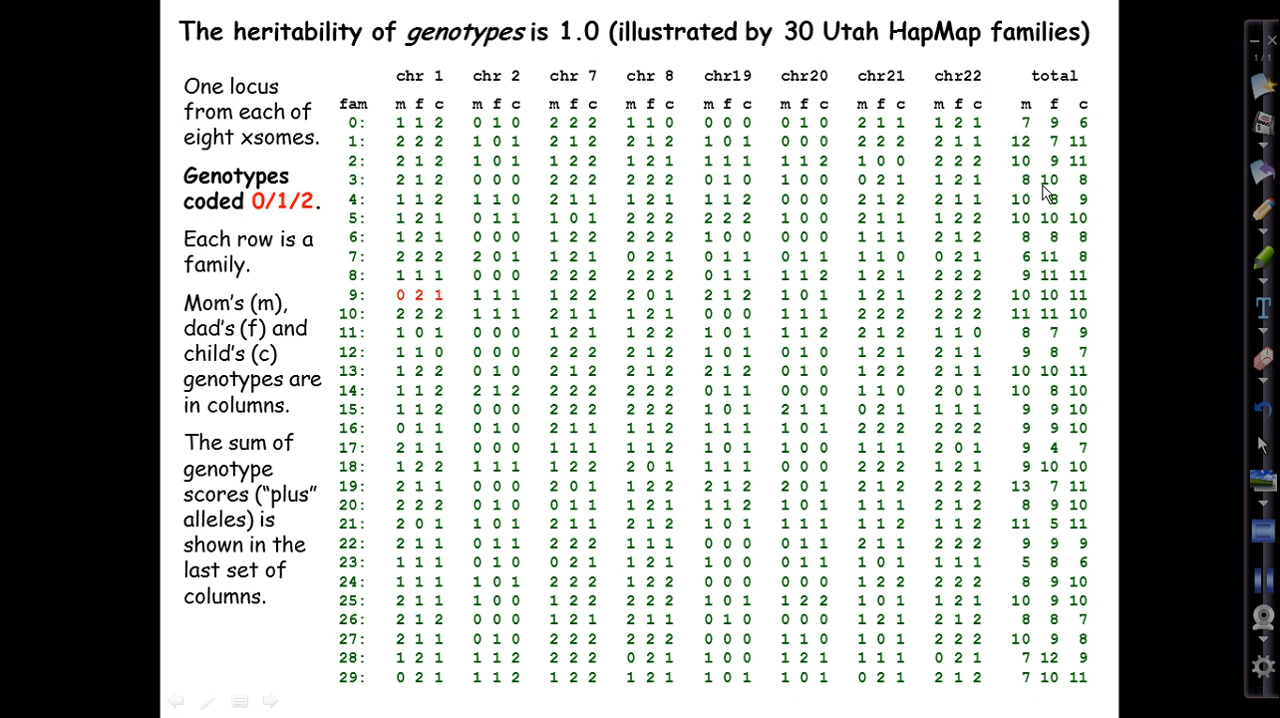 The heritability of genotypes is 1.0 (illustrated by 30 Utah HapMap families)
One locus
from each of
eight xsomes.
Genotypes
coded 0/1/2.
Each row is a
family.
Mom's (m),
dad's (f) and
child's (c)
genotypes are
in columns.
The sum of
genotype
scores ("plus"
alleles) is
shown in the
last set of
columns.
chr 1 chr 2 chr 7 chr 8 chr19 chr20 chr21 chr22 total
fam m f c m f c m f c m f c m f c m f c m f c m f c m f c
0: 1 1 2 0 1 0 2 2 2 1 1 0 0 0 0 0 1 0 2 1 1 1 2 1 7 9 6
1: 2 2 2 1 0 1 2 1 2 2 2 2 1 0 1 0 0 0 2 2 2 2 1 1 12 7 11
2: 2 1 2 1 0 1 1 2 2 1 2 1 1 1 1 1 1 2 1 0 0 2 2 2 10 9 11
3: 2 1 2 0 0 0 2 2 2 2 2 2 0 1 0 1 0 0 0 2 1 1 2 1 8 10 8
4: 1 1 2 1 1 0 2 1 1 1 2 1 1 1 2 0 0 0 2 1 2 2 1 1 10 8 9
5: 1 2 1 0 1 1 1 0 1 2 2 2 2 2 2 1 0 0 2 1 1 1 2 2 10 10 10
6: 1 2 1 0 0 0 1 2 2 2 2 2 1 0 0 0 0 0 1 1 1 2 1 2 8 8 8
7: 2 2 2 2 0 1 1 2 1 0 2 1 0 1 1 0 1 1 1 1 0 0 2 1 6 11 8
8: 1 1 1 0 0 0 2 2 2 2 2 2 0 1 1 1 1 2 1 2 1 2 2 2 9 11 11
9: 0 2 1 1 1 1 1 2 2 2 0 1 2 1 2 1 0 1 1 2 1 2 2 2 10 10 11
10: 2 2 2 1 1 1 2 1 1 1 2 1 0 0 0 1 1 1 2 2 2 2 2 2 11 11 10
11: 1 0 1 0 0 0 2 1 1 1 2 2 1 0 1 1 1 2 2 1 2 1 1 0 8 7 9
12: 1 1 0 0 0 0 2 2 2 2 1 2 1 0 1 0 1 0 1 2 1 2 1 1 9 8 7
13: 1 2 2 0 1 0 2 1 2 2 1 2 2 1 2 0 1 0 1 2 2 2 1 1 10 10 11
14: 1 1 2 2 1 2 2 2 2 2 2 2 0 1 1 0 0 0 1 1 0 2 0 1 10 8 10
15: 1 1 2 0 0 0 2 2 2 2 2 2 1 0 1 2 1 1 0 2 1 1 1 1 9 9 10
16: 0 1 1 0 1 0 2 1 1 1 1 2 1 1 1 1 0 1 2 2 2 2 2 2 9 9 10
17: 2 1 1 0 0 0 1 1 1 1 1 2 1 0 1 1 0 0 1 1 1 2 0 1 9 4 7
18: 1 2 2 1 1 1 1 2 2 2 0 1 1 1 1 0 0 0 2 2 2 1 2 1 9 10 10
19: 2 1 1 0 0 0 2 0 1 1 2 2 2 1 2 2 0 1 2 1 2 2 2 2 13 7 11
20: 2 2 2 0 1 0 0 1 1 2 1 1 1 1 2 0 1 0 1 1 1 2 2 2 8 9 10
21: 2 0 1 1 0 1 2 1 1 2 1 2 1 0 1 1 1 1 1 1 2 1 1 2 11 5 11
22: 2 1 1 0 1 1 2 2 2 1 1 1 0 0 0 0 1 1 2 1 1 2 2 2 9 9 9
23: 1 1 1 0 1 0 0 2 1 1 2 2 1 0 0 0 1 1 1 0 1 1 1 1 5 8 6
24: 1 1 1 1 0 1 2 2 2 1 2 2 0 0 0 0 0 0 1 2 2 2 2 2 8 9 10
25: 2 1 1 1 0 0 1 2 2 2 2 2 1 0 1 1 2 2 1 0 1 1 2 1 10 9 10
26: 2 1 2 0 0 0 1 2 1 1 2 1 0 1 0 0 0 0 1 2 1 2 1 2 8 8 7
27: 2 1 1 0 1 0 2 2 2 2 2 2 0 0 0 1 1 0 1 0 1 2 2 2 10 9 8
28: 1 2 1 1 1 2 2 2 2 0 2 1 1 0 0 1 2 1 1 1 1 0 2 1 7 12 9
29: 0 2 1 1 1 2 1 2 2 1 2 1 1 0 1 1 0 1 0 2 1 2 1 2 7 10 11
1/1